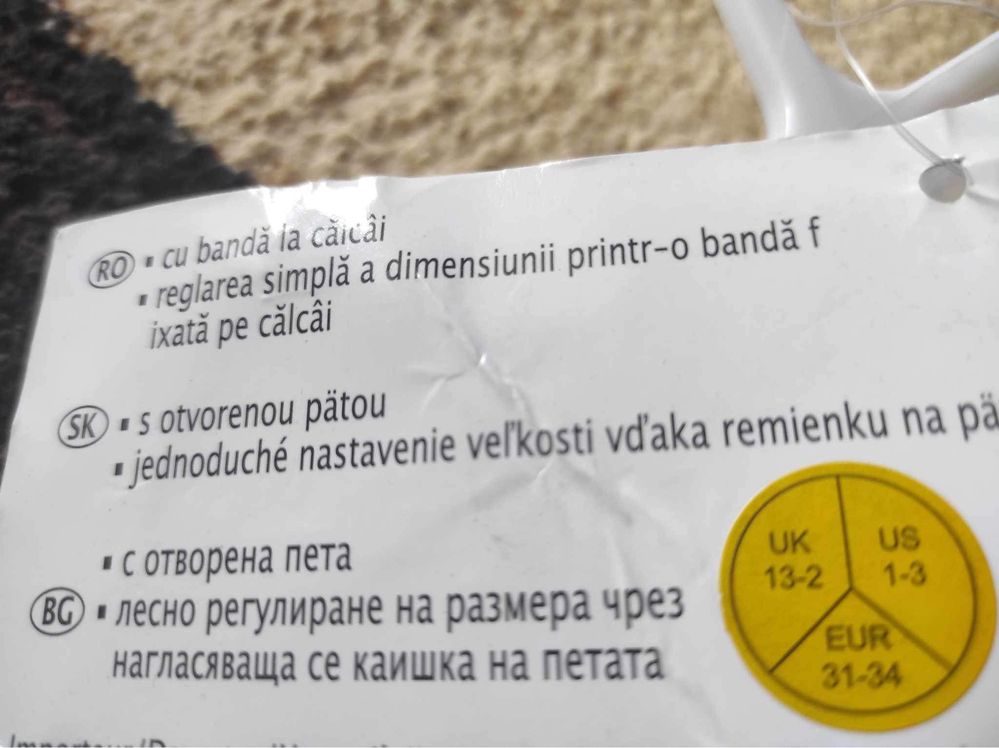 RO ▪ cu bandă la călcâi
▪ reglarea simplă a dimensiunii printr-o bandă f
ixată pe călcâi
SK ▪ s otvorenou pätou
▪ jednoduché nastavenie veľkosti vďaka remienku na pä
▪ с отворена пета
BG ▪ лесно регулиране на размера чрез
нагласяваща се каишка на петата
UK
13-2
US
1-3
EUR
31-34